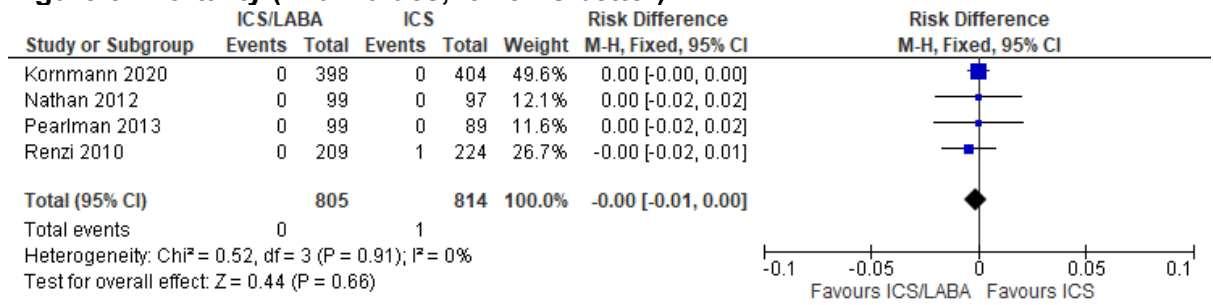 ICS/LABA ICS Risk Difference Risk Difference
Study or Subgroup Events Total Events Total Weight M-H, Fixed, 95% CI M-H, Fixed, 95% CI
Kornmann 2020 0 398 0 404 49.6% 0.00 [-0.00, 0.00]
Nathan 2012 0 99 0 97 12.1% 0.00 [-0.02, 0.02]
Pearlman 2013 0 99 0 89 11.6% 0.00 [-0.02, 0.02]
Renzi 2010 0 209 1 224 26.7% -0.00 [-0.02, 0.01]
Total (95% CI) 805 814 100.0% -0.00 [-0.01, 0.00]
Total events 0 1
Heterogeneity: Chi² = 0.52, df = 3 (P = 0.91); I² = 0%
Test for overall effect: Z = 0.44 (P = 0.66)
-0.1 -0.05 0 0.05 0.1
Favours ICS/LABA Favours ICS